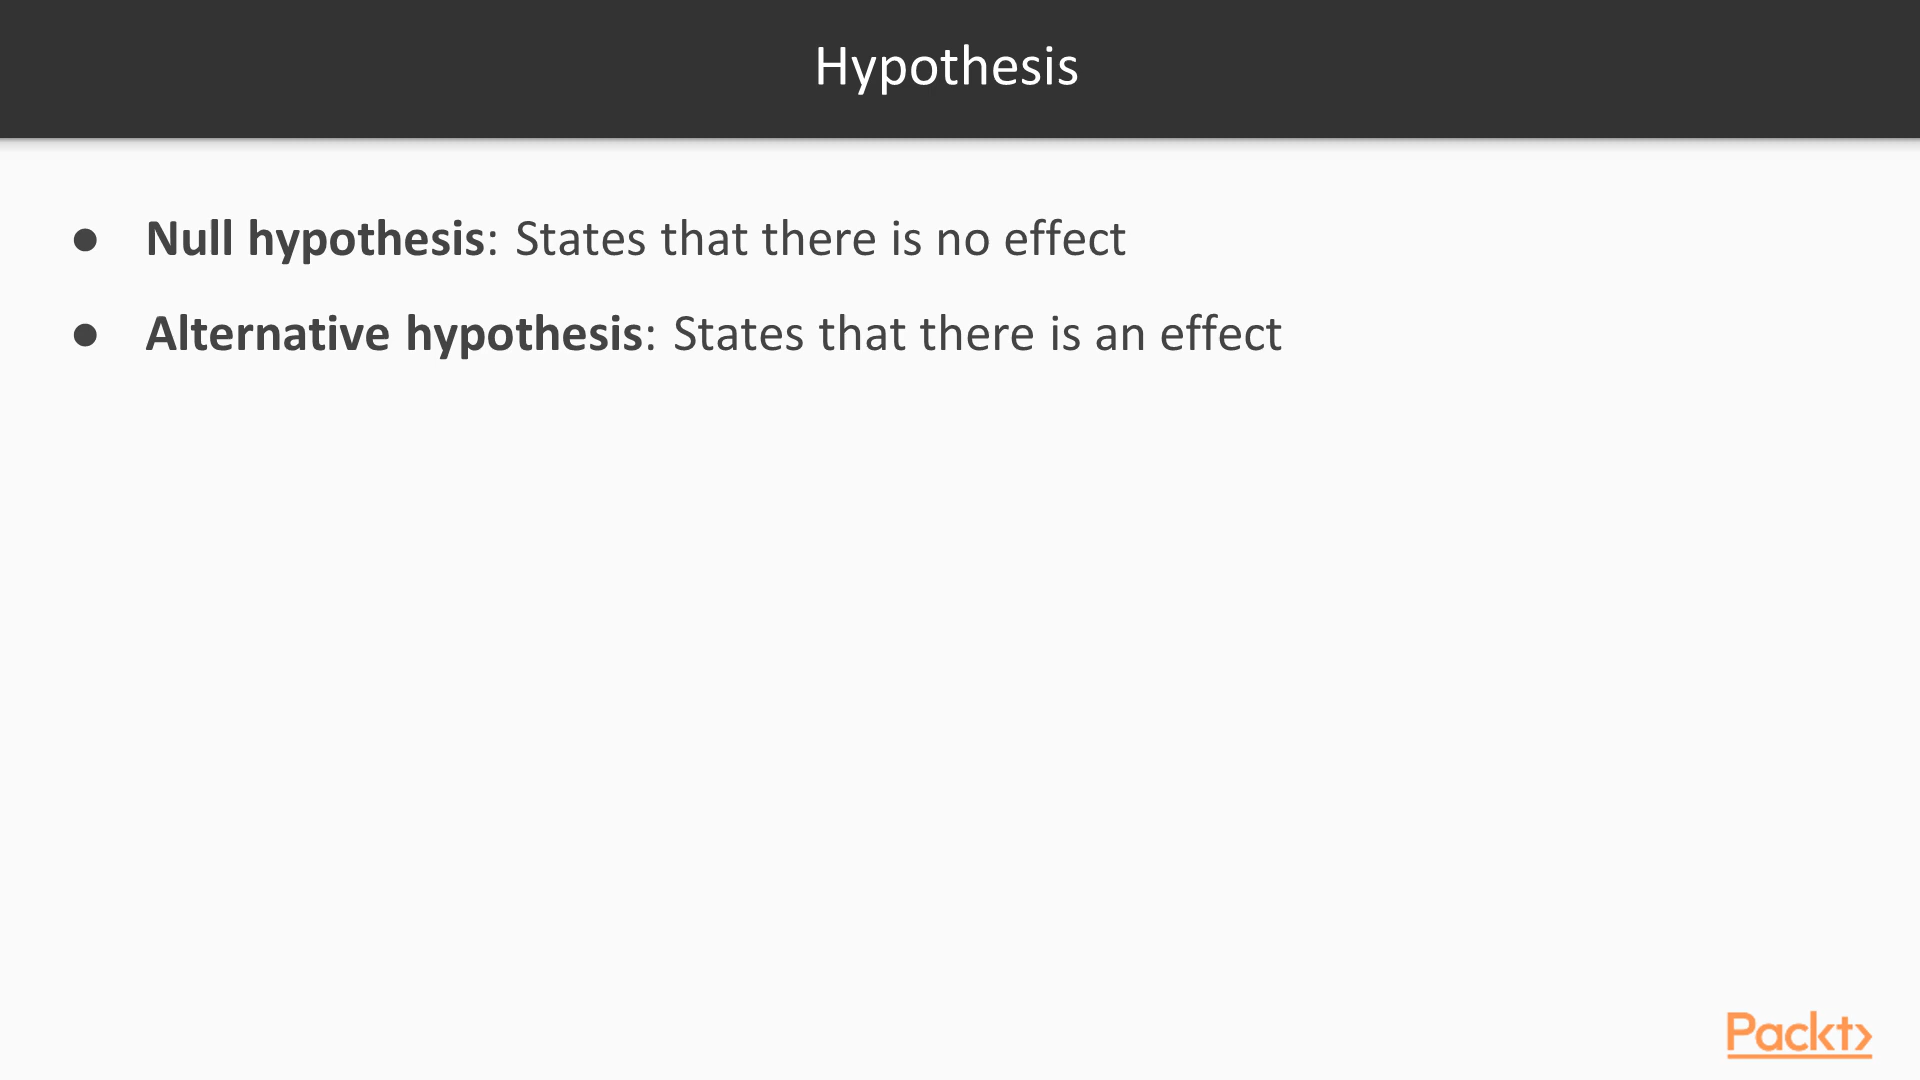 Hypothesis
● Null hypothesis: States that there is no effect
● Alternative hypothesis: States that there is an effect
Packt>